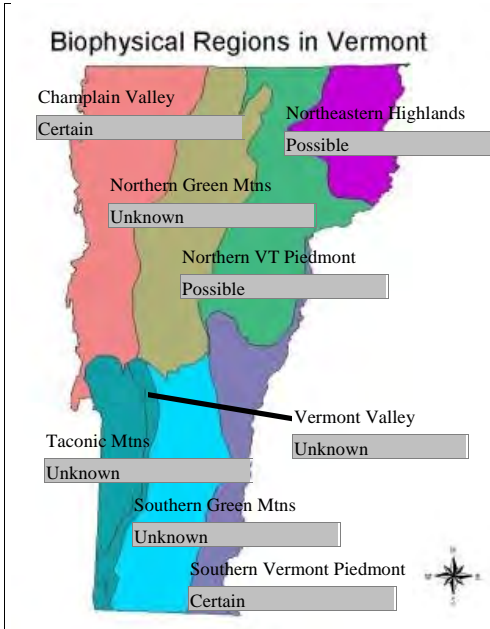 Biophysical Regions in Vermont
Champlain Valley
Certain
Northeastern Highlands
Possible
Northern Green Mtns
Unknown
Northern VT Piedmont
Possible
Vermont Valley
Unknown
Taconic Mtns
Unknown
Southern Green Mtns
Unknown
Southern Vermont Piedmont
Certain